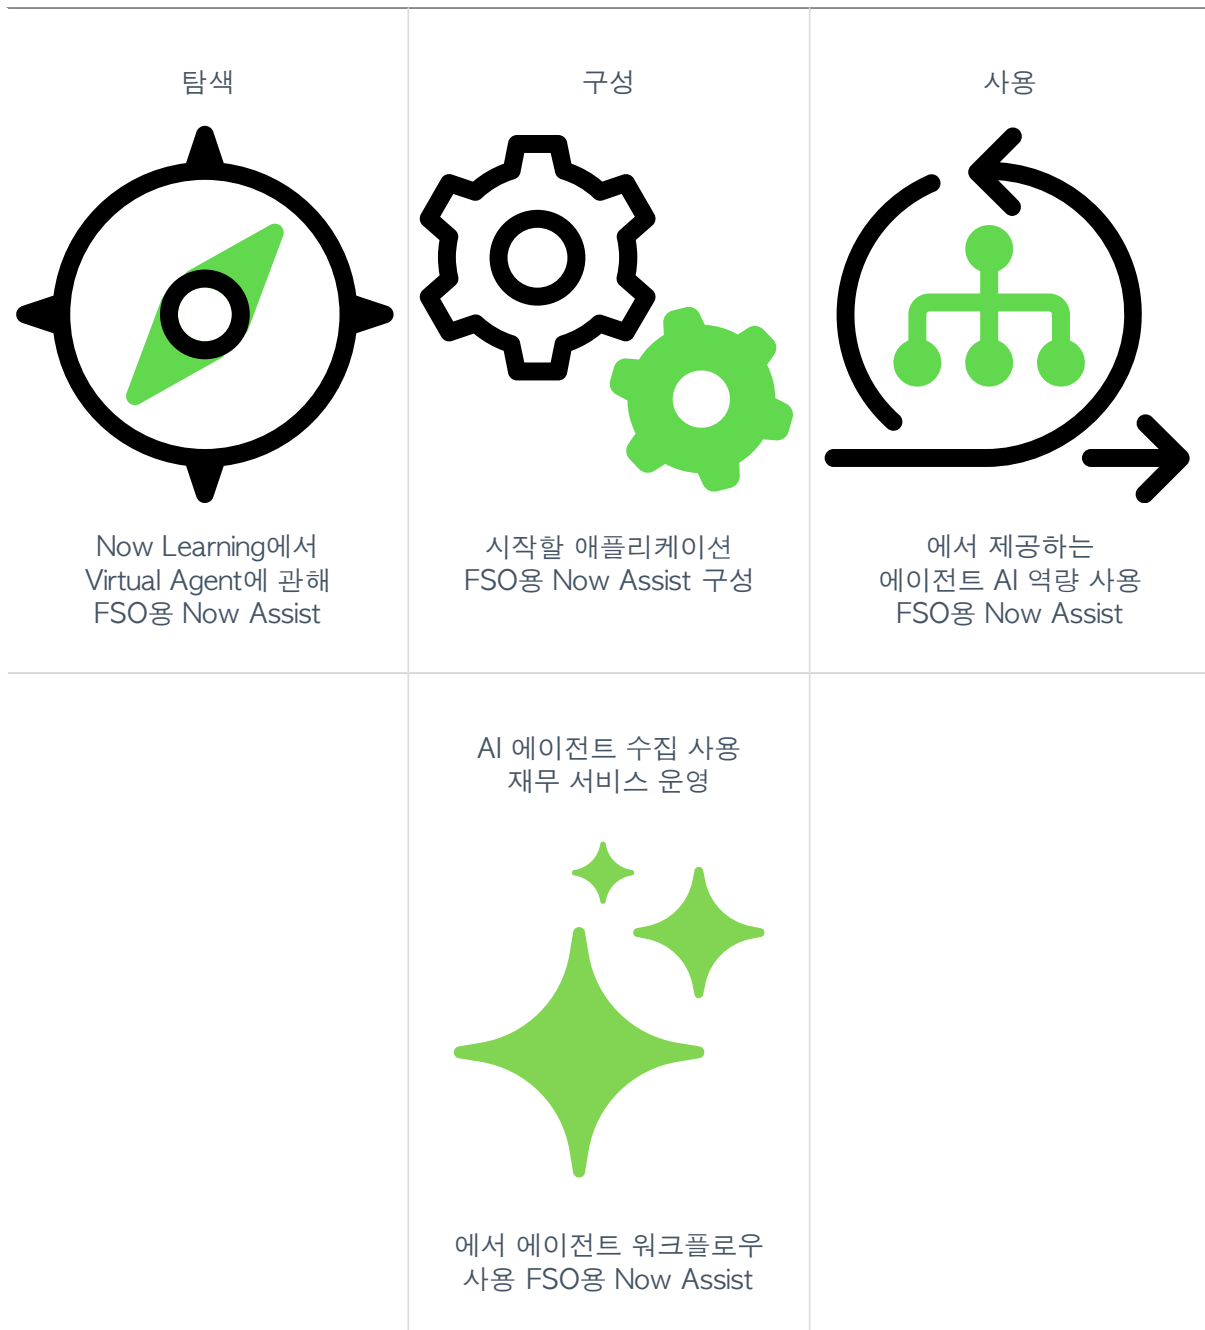 탐색
구성
사용
Now Learning에서
Virtual Agent에 관해
FSO용 Now Assist
시작할 애플리케이션
FSO용 Now Assist 구성
에서 제공하는
에이전트 AI 역량 사용
FSO용 Now Assist
AI 에이전트 수집 사용
재무 서비스 운영
에서 에이전트 워크플로우
사용 FSO용 Now Assist